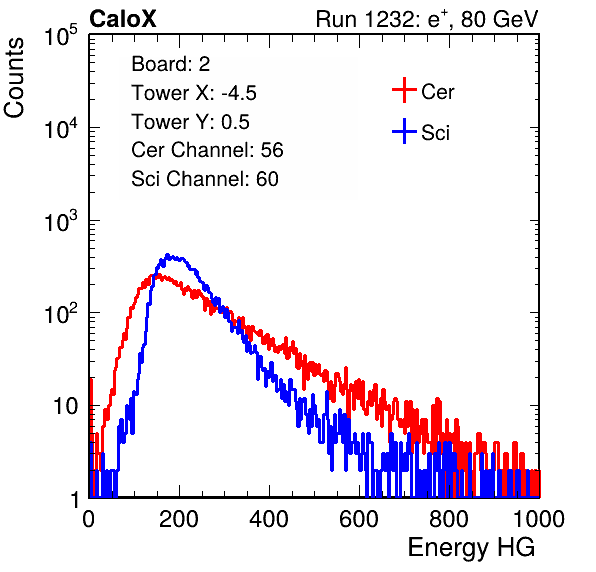 CaloX Run 1232: e⁺, 80 GeV
Counts
Board: 2
Tower X: -4.5
Tower Y: 0.5
Cer Channel: 56
Sci Channel: 60
Cer
Sci
10⁵
10⁴
10³
10²
10
1
0 200 400 600 800 1000
Energy HG